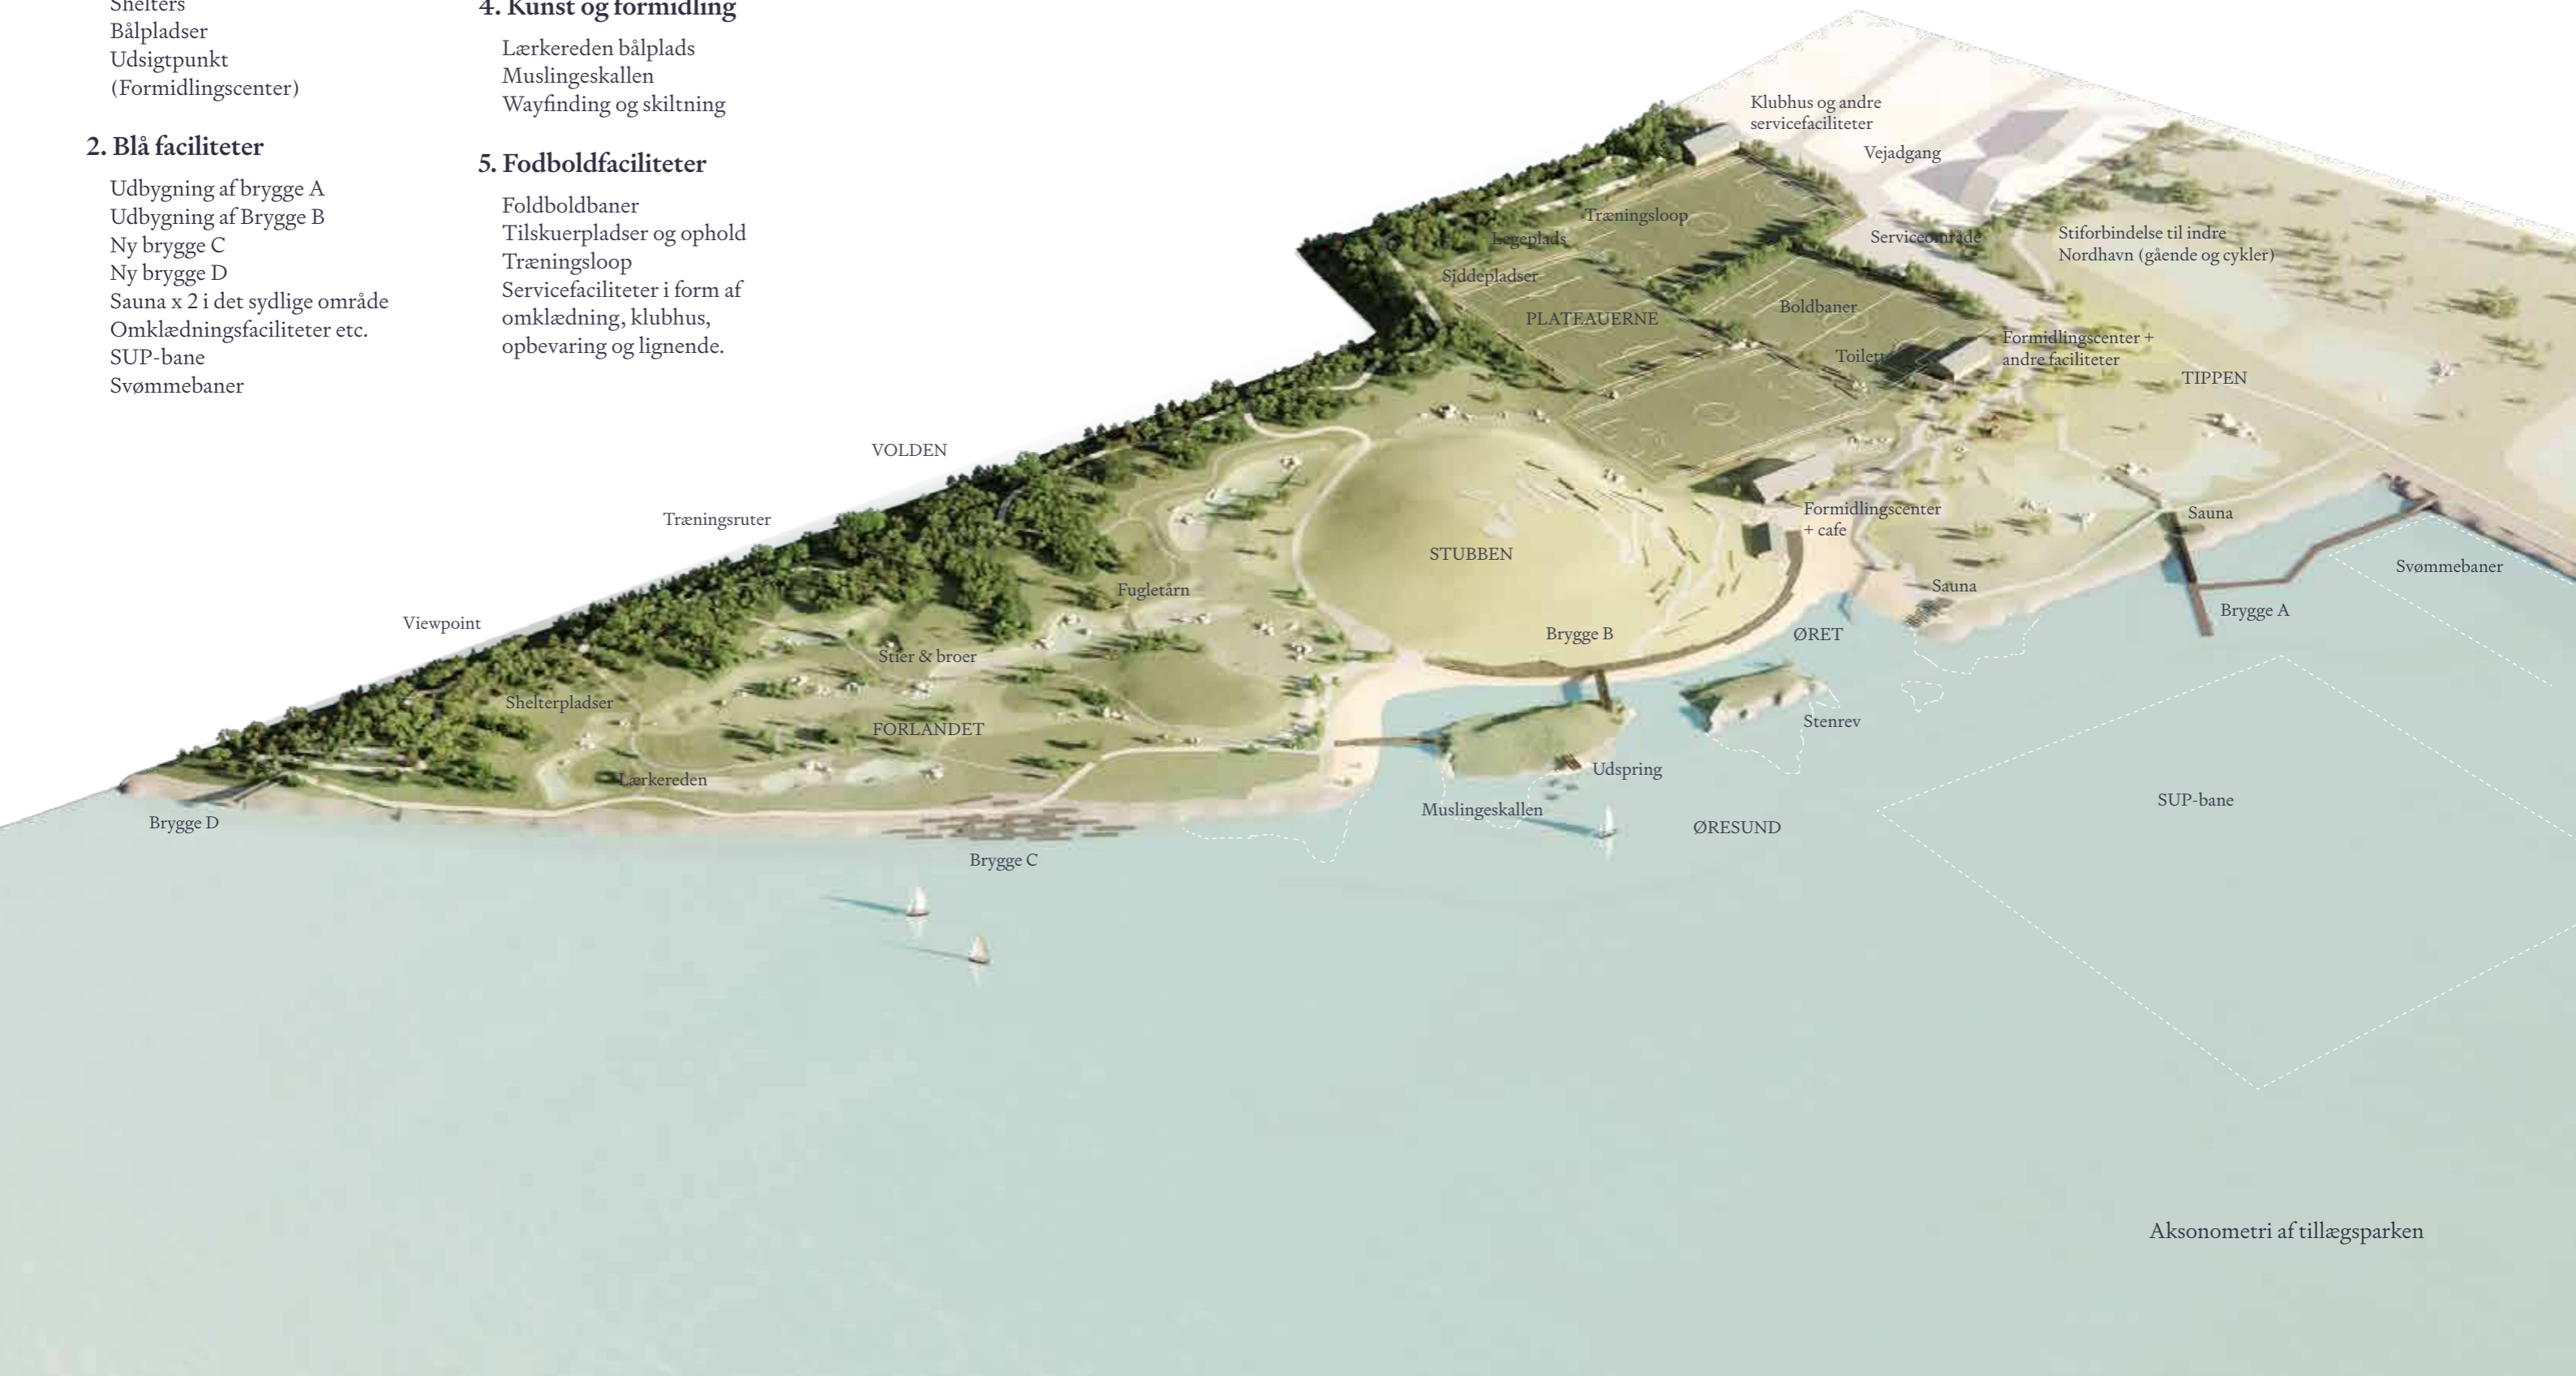 Shelters
Bålpladser
Udsigtpunkt
(Formidlingscenter)
2. Blå faciliteter
Udbygning af brygge A
Udbygning af Brygge B
Ny brygge C
Ny brygge D
Sauna x 2 i det sydlige område
Omklædningsfaciliteter etc.
SUP-bane
Svømmebaner
4. Kunst og formidling
Lærkereden bålplads
Muslingeskallen
Wayfinding og skiltning
5. Fodboldfaciliteter
Foldboldbaner
Tilskuerpladser og ophold
Træningsloop
Servicefaciliteter i form af
omklædning, klubhus,
opbevaring og lignende.
Klubhus og andre
servicefaciliteter
Vejadgang
Træningsloop
Legeplads
Serviceområde
Stiforbindelse til indre
Nordhavn (gående og cykler)
Siddepladser
Boldbaner
PLATEAUERNE
Formidlingscenter +
andre faciliteter
Toilett
TIPPEN
VOLDEN
Træningsruter
Formidlingscenter
+ cafe
Sauna
STUBBEN
Svømmebaner
Fugletårn
Sauna
Brygge A
Viewpoint
Brygge B
ØRET
Stier & broer
Shelterpladser
FORLANDET
Stenrev
Udspring
Lærkereden
SUP-bane
Muslingeskallen
Brygge D
ØRESUND
Brygge C
Aksonometri af tillægsparken